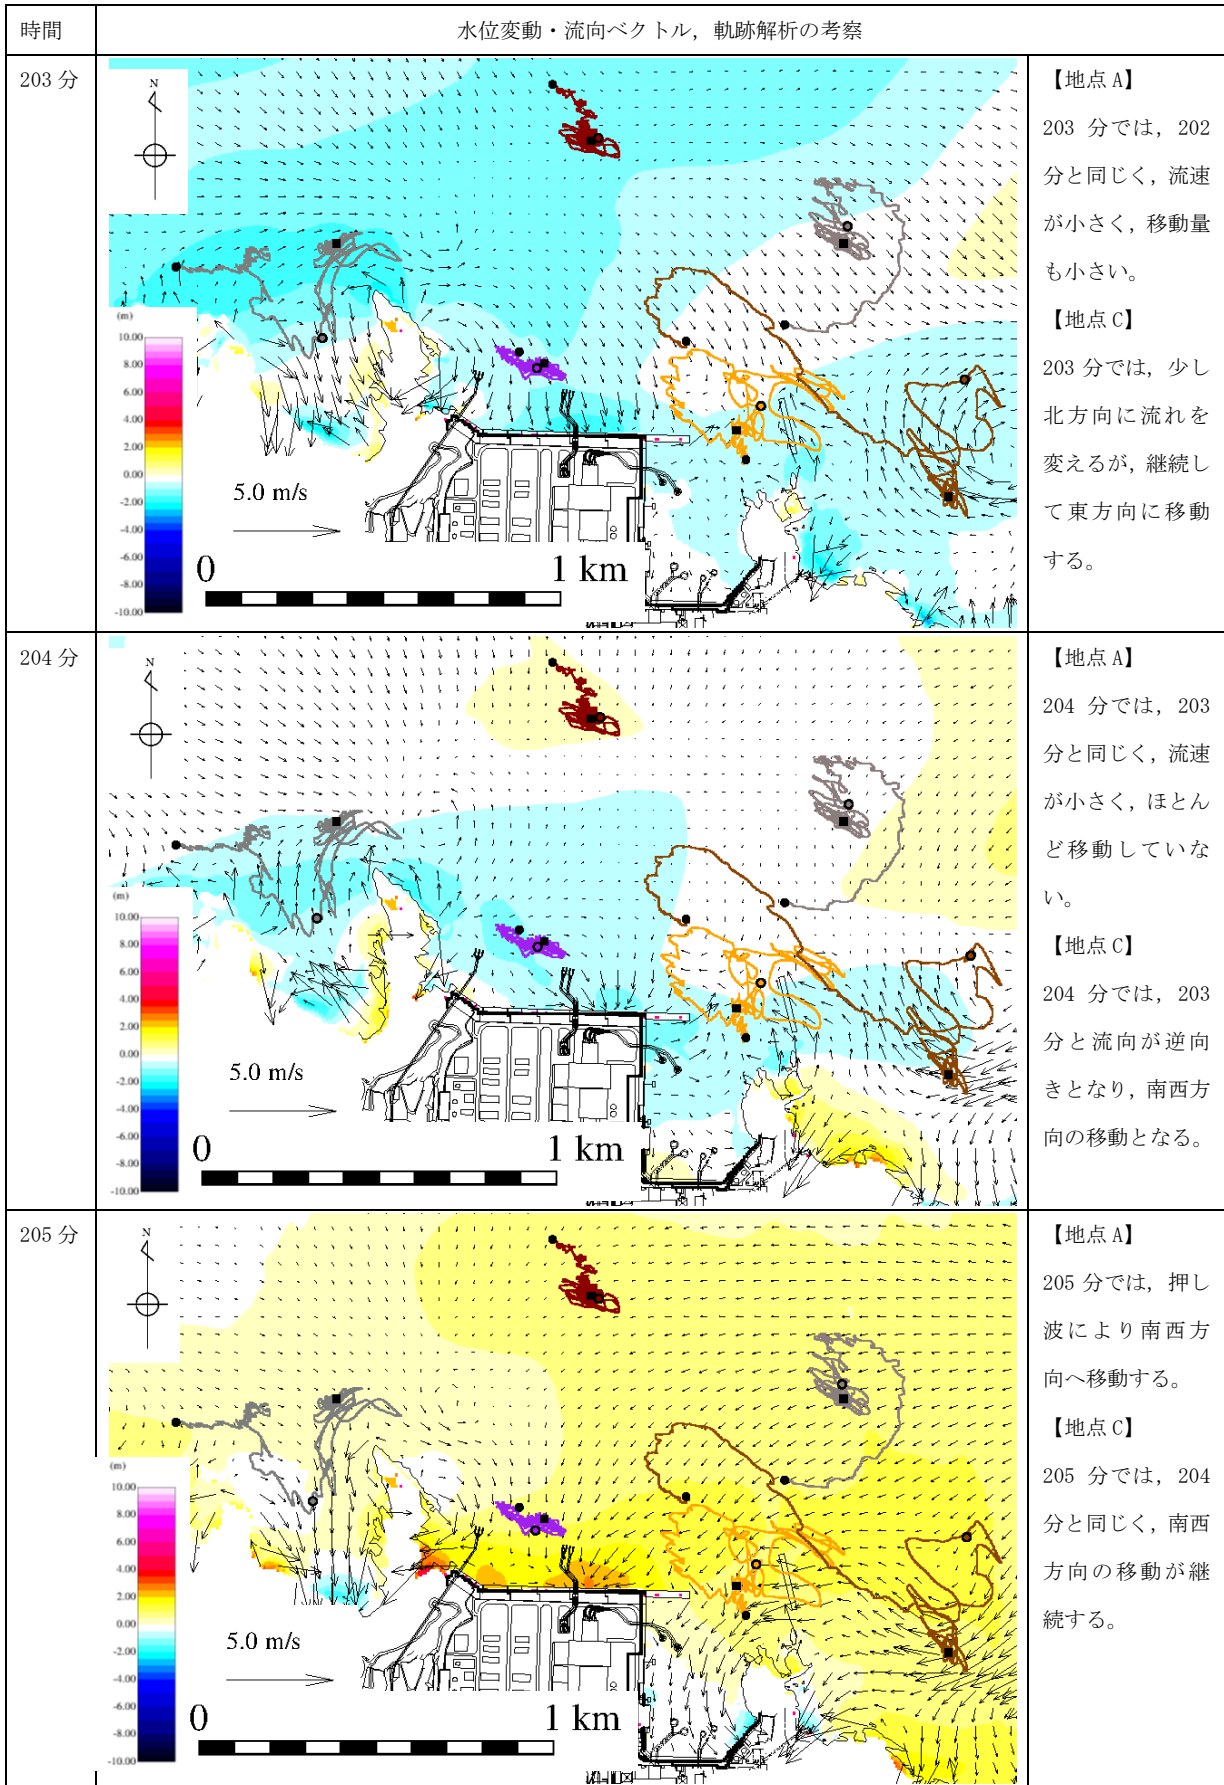 時間
水位変動・流向ベクトル，軌跡解析の考察
203 分
N
(m)
10.00
8.00
6.00
4.00
2.00
0.00
-2.00
-4.00
-6.00
-8.00
-10.00
5.0 m/s
0
1 km
【地点 A】
203 分では，202
分と同じく，流速
が小さく，移動量
も小さい。
【地点 C】
203 分では，少し
北方向に流れを
変えるが，継続し
て東方向に移動
する。
204 分
N
(m)
10.00
8.00
6.00
4.00
2.00
0.00
-2.00
-4.00
-6.00
-8.00
-10.00
5.0 m/s
0
1 km
【地点 A】
204 分では，203
分と同じく，流速
が小さく，ほとん
ど移動していな
い。
【地点 C】
204 分では，203
分と流向が逆向
きとなり，南西方
向の移動となる。
205 分
N
(m)
10.00
8.00
6.00
4.00
2.00
0.00
-2.00
-4.00
-6.00
-8.00
-10.00
5.0 m/s
0
1 km
【地点 A】
205 分では，押し
波により南西方
向へ移動する。
【地点 C】
205 分では，204
分と同じく，南西
方向の移動が継
続する。